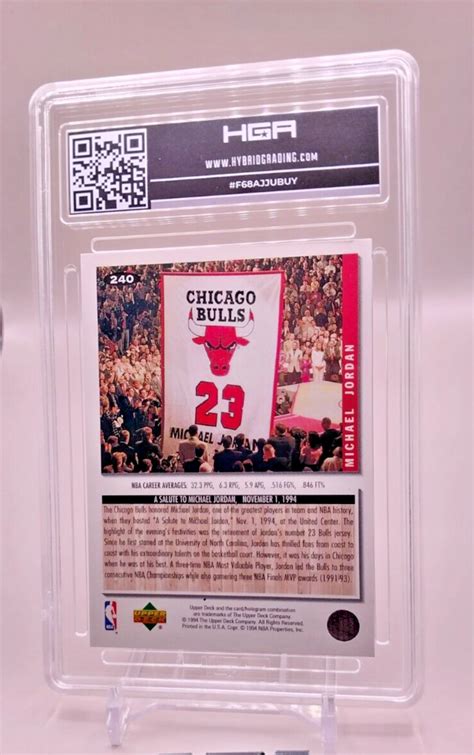 HGA
WWW.HYBRIDGRADING.COM
#F68AJJUBUY
240
CHICAGO
BULLS
23
MICHAEL JORDAN
MICHAEL JORDAN
NBA CAREER AVERAGES: 32.3 PPG, 6.3 RPG, 5.9 APG, .516 FG%, .846 FT%
A SALUTE TO MICHAEL JORDAN, NOVEMBER 1, 1994
The Chicago Bulls honored Michael Jordan, one of the greatest players in team and NBA history,
when they hosted "A Salute to Michael Jordan," Nov. 1, 1994, at the United Center. The
highlight of the evening's festivities was the retirement of Jordan's number 23 Bulls jersey.
Since he first starred at the University of North Carolina, Jordan has thrilled fans from coast to
coast with his extraordinary talents on the basketball court. However, it was his days in Chicago
when he was at his best. A three-time NBA Most Valuable Player, Jordan led the Bulls to three
consecutive NBA Championships while also garnering three NBA Finals MVP awards (1991-93).
NBA
UPPER
DECK
Upper Deck and the card/hologram combination
are trademarks of The Upper Deck Company.
© 1994 The Upper Deck Company. All Rights Reserved.
Printed in the U.S.A. Copr. © 1994 NBA Properties, Inc.